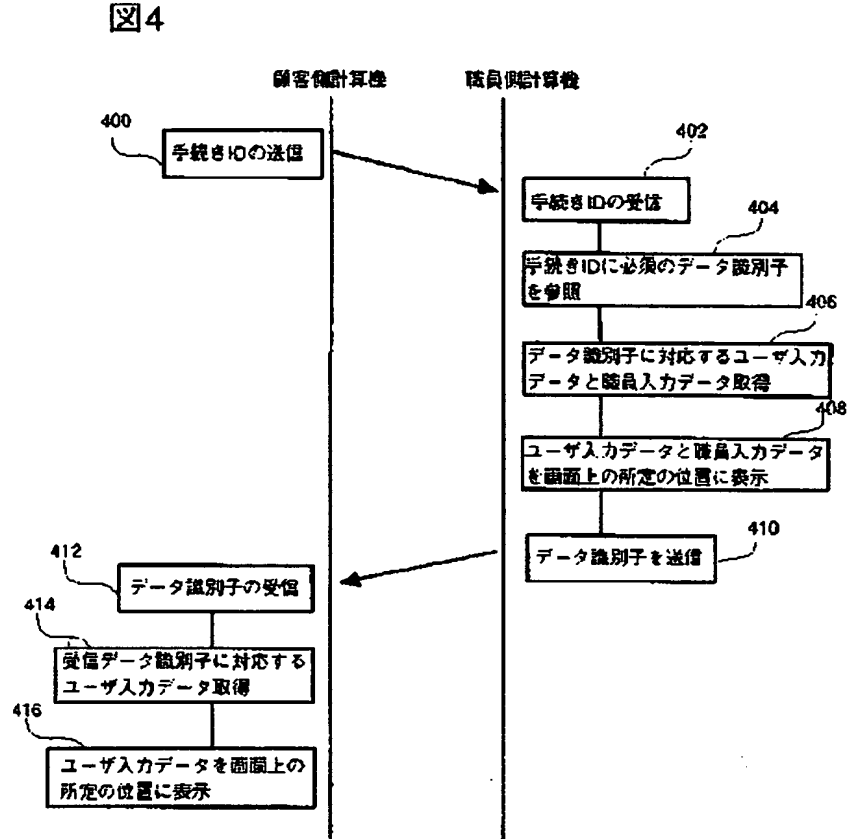 図4
顧客側計算機
職員側計算機
400
手続きIDの送信
402
手続きIDの受信
404
手続きIDに必須のデータ識別子
を参照
406
データ識別子に対応するユーザ入力
データと職員入力データ取得
408
ユーザ入力データと職員入力データ
を画面上の所定の位置に表示
410
データ識別子を送信
412
データ識別子の受信
414
受信データ識別子に対応する
ユーザ入力データ取得
416
ユーザ入力データを画面上の
所定の位置に表示